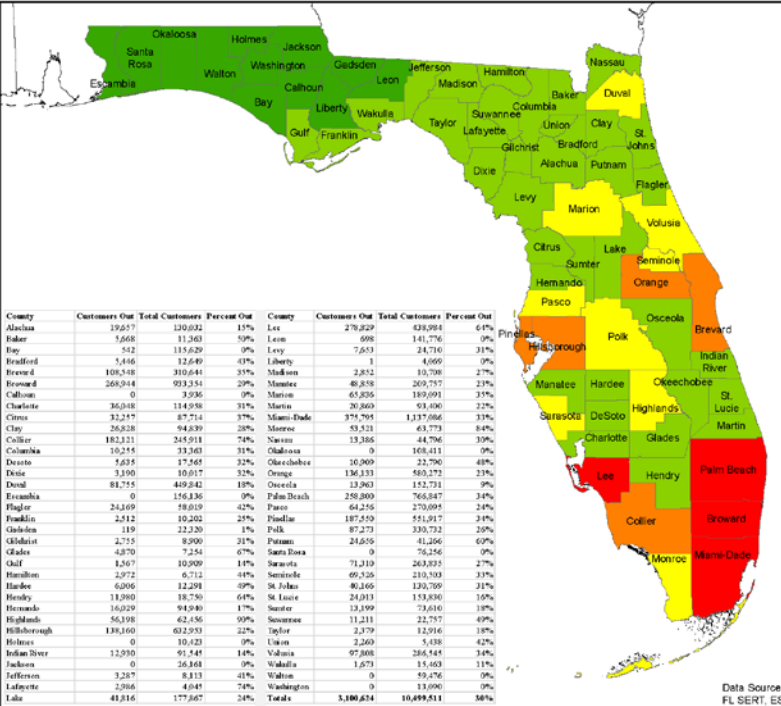 Okaloosa
Holmes
Jackson
Santa
Rosa
Washington
Gadsden
Jefferson
Hamilton
Nassau
Escambia
Walton
Calhoun
Leon
Madison
Baker
Duval
Bay
Liberty
Wakulla
Suwannee
Columbia
Gulf
Franklin
Taylor
Lafayette
Union
Clay
St.
Johns
Gilchrist
Bradford
Dixie
Alachua
Putnam
Levy
Flagler
Marion
Volusia
Citrus
Lake
Sumter
Seminole
Hernando
Orange
Pasco
Osceola
Brevard
Pinellas
Hillsborough
Polk
Indian
River
Manatee
Hardee
Okeechobee
Highlands
St.
Lucie
Sarasota
DeSoto
Martin
Charlotte
Glades
Lee
Hendry
Palm Beach
Collier
Broward
Monroe
Miami-Dade
County Customers Out Total Customers Percent Out County Customers Out Total Customers Percent Out
Alachua 19,657 130,032 15% Lee 278,829 438,984 64%
Baker 5,668 11,363 50% Leon 698 141,776 0%
Bay 542 115,629 0% Levy 7,653 24,710 31%
Bradford 5,446 12,649 43% Liberty 1 4,069 0%
Brevard 108,548 310,644 35% Madison 2,852 10,708 27%
Broward 268,944 933,354 29% Manatee 48,858 209,757 23%
Calhoun 0 3,936 0% Marion 65,836 189,091 35%
Charlotte 36,048 114,958 31% Martin 20,860 93,400 22%
Citrus 32,257 87,714 37% Miami-Dade 375,795 1,137,086 33%
Clay 26,828 94,839 28% Monroe 53,521 63,773 84%
Collier 182,121 245,911 74% Nassau 13,386 44,796 30%
Columbia 10,255 33,363 31% Okaloosa 0 108,411 0%
Desoto 5,635 17,565 32% Okeechobee 10,909 22,790 48%
Dixie 3,190 10,017 32% Orange 136,133 580,272 23%
Duval 81,755 449,842 18% Osceola 13,963 152,731 9%
Escambia 0 156,136 0% Palm Beach 258,800 766,847 34%
Flagler 24,169 58,019 42% Pasco 64,256 270,095 24%
Franklin 2,512 10,202 25% Pinellas 187,550 551,917 34%
Gadsden 119 22,320 1% Polk 87,273 330,732 26%
Gilchrist 2,755 8,900 31% Putnam 24,656 41,266 60%
Glades 4,870 7,254 67% Santa Rosa 0 76,256 0%
Gulf 1,567 10,909 14% Sarasota 71,310 263,835 27%
Hamilton 2,972 6,712 44% Seminole 69,526 210,503 33%
Hardee 6,006 12,291 49% St. Johns 40,166 130,769 31%
Hendry 11,980 18,750 64% St. Lucie 24,013 153,830 16%
Hernando 16,029 94,940 17% Sumter 13,199 73,610 18%
Highlands 56,198 62,456 90% Suwannee 11,211 22,757 49%
Hillsborough 138,160 632,953 22% Taylor 2,379 12,916 18%
Holmes 0 10,423 0% Union 2,260 5,438 42%
Indian River 12,930 91,545 14% Volusia 97,808 286,545 34%
Jackson 0 26,161 0% Wakulla 1,673 15,463 11%
Jefferson 3,287 8,113 41% Walton 0 59,476 0%
Lafayette 2,986 4,045 74% Washington 0 13,090 0%
Lake 41,816 177,867 24% Totals 3,100,624 10,499,511 30%
Data Source
FL SERT, ES